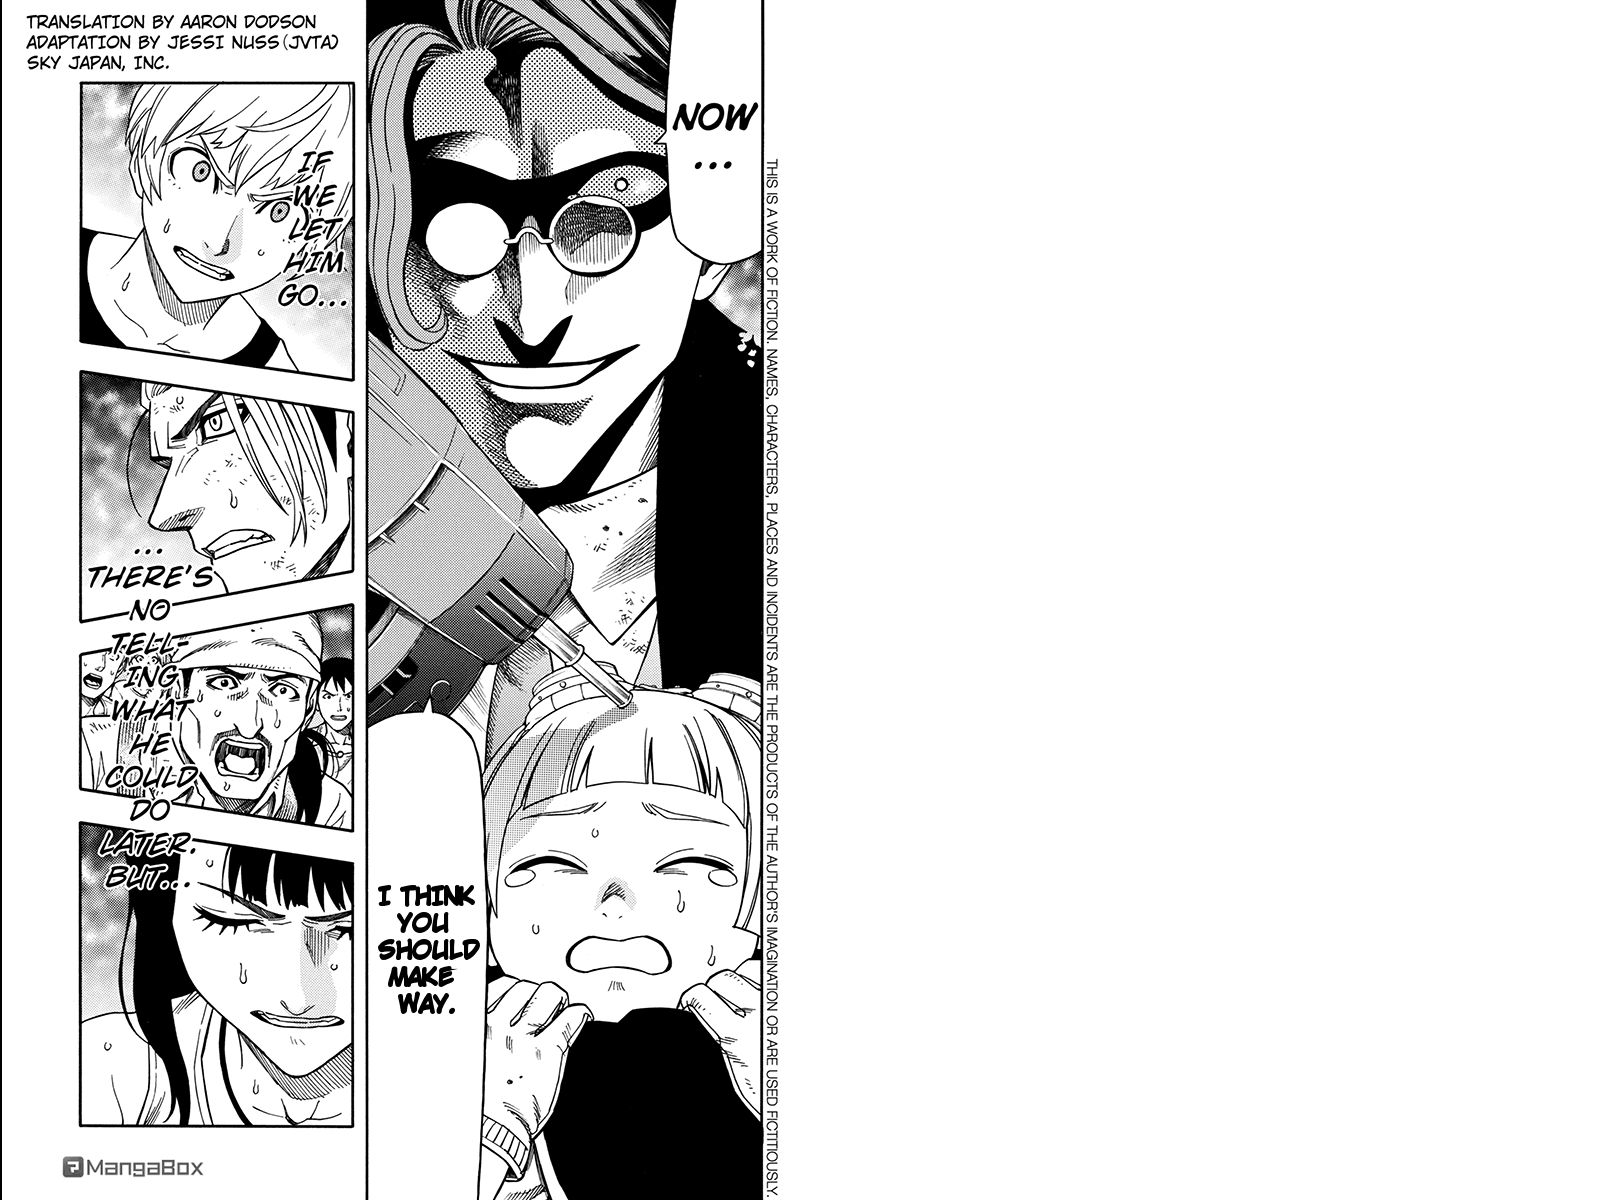 TRANSLATION BY AARON DODSON
ADAPTATION BY JESSI NUSS(JVTA)
SKY JAPAN, INC.
NOW
...
I THINK
YOU
SHOULD
MAKE
WAY.
IF
WE
LET
HIM
GO...
...
THERE'S
NO
TELL-
ING
WHAT
HE
COULD
DO
LATER.
BUT...
THIS IS A WORK OF FICTION. NAMES, CHARACTERS, PLACES AND INCIDENTS ARE THE PRODUCTS OF THE AUTHOR'S IMAGINATION OR ARE USED FICTITIOUSLY.
MangaBox